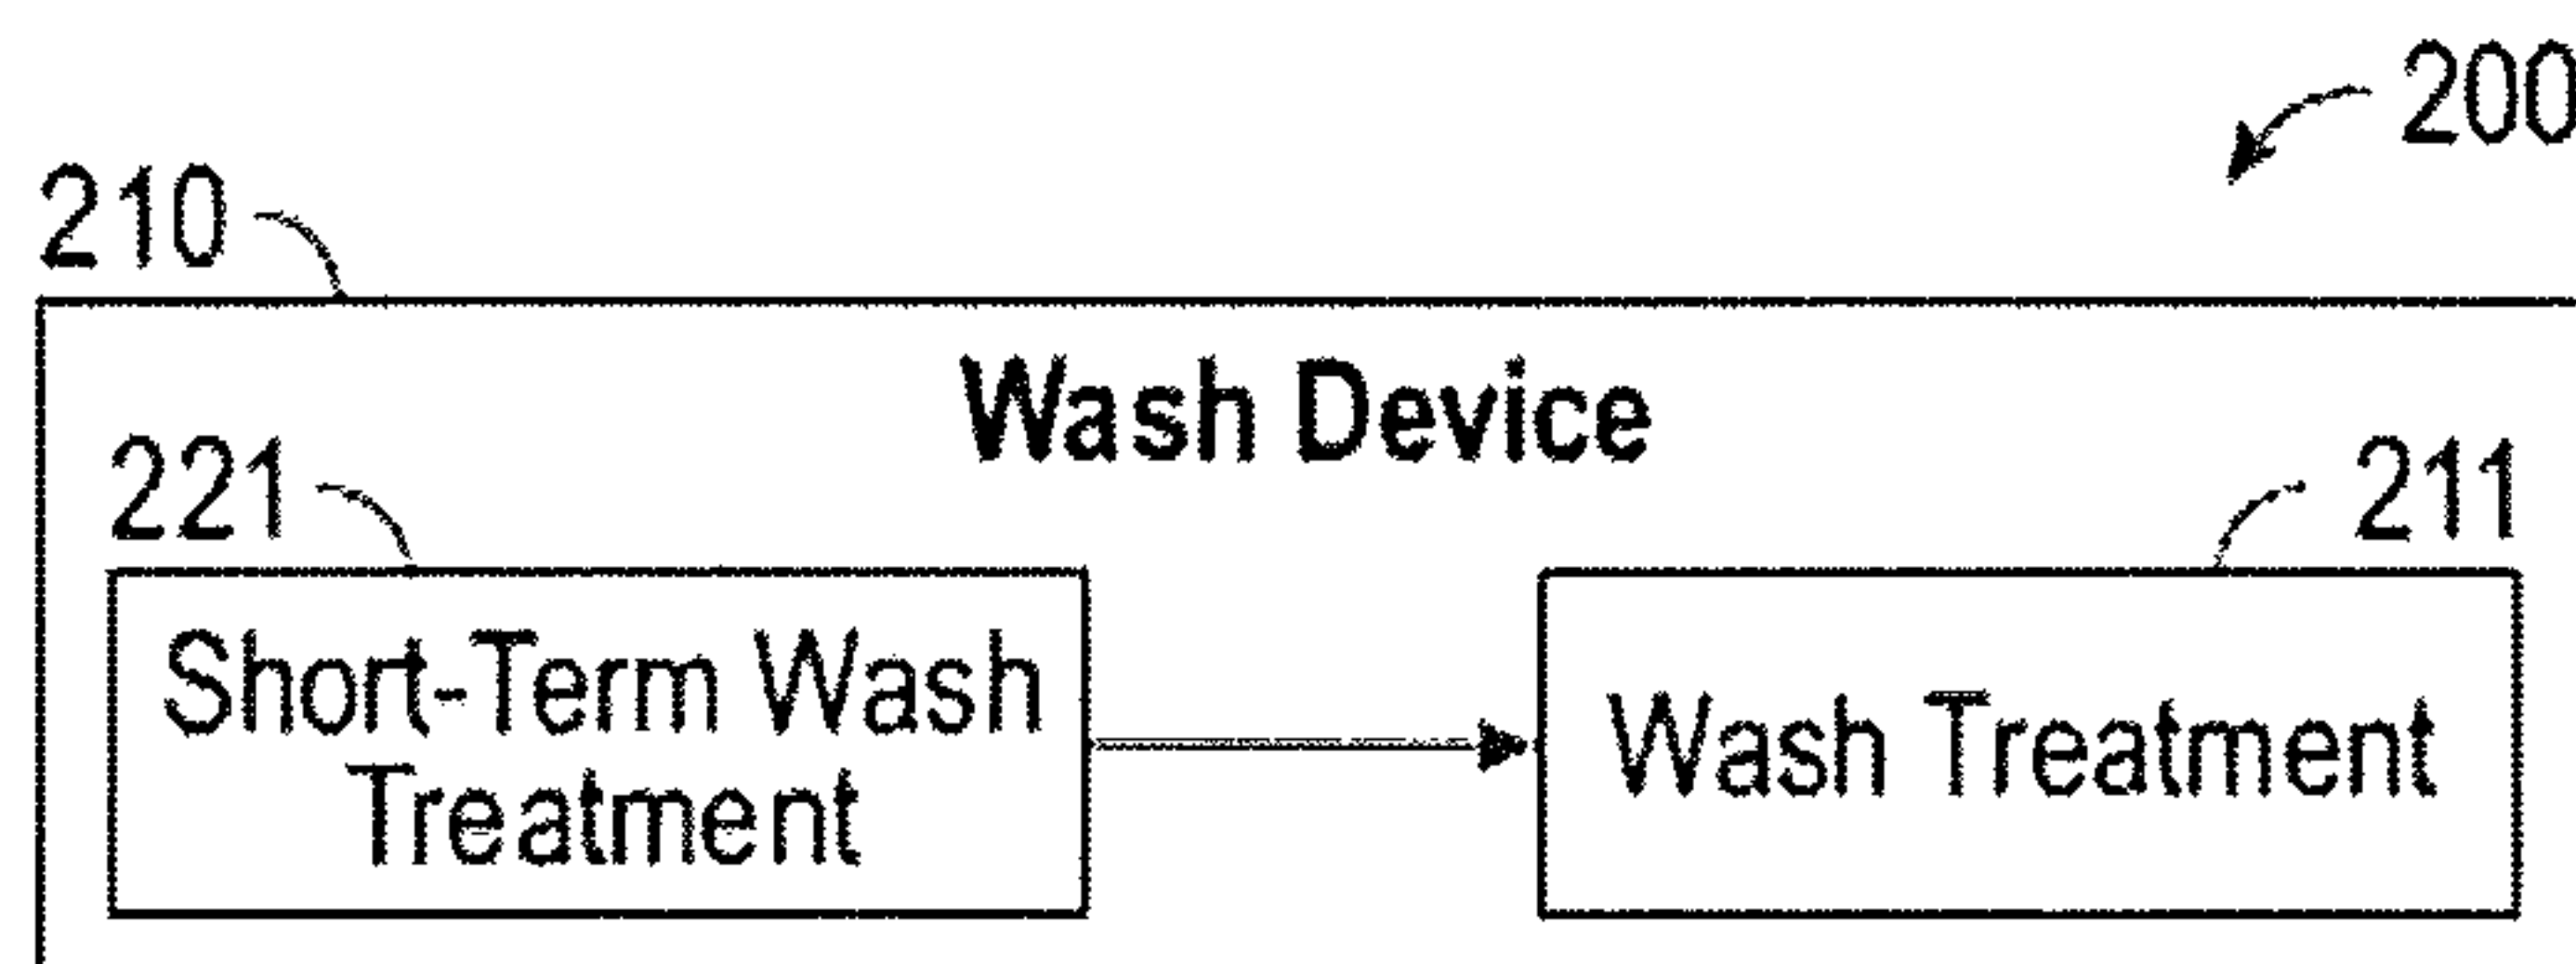 200
210
Wash Device
221
211
Short-Term Wash
Treatment
Wash Treatment